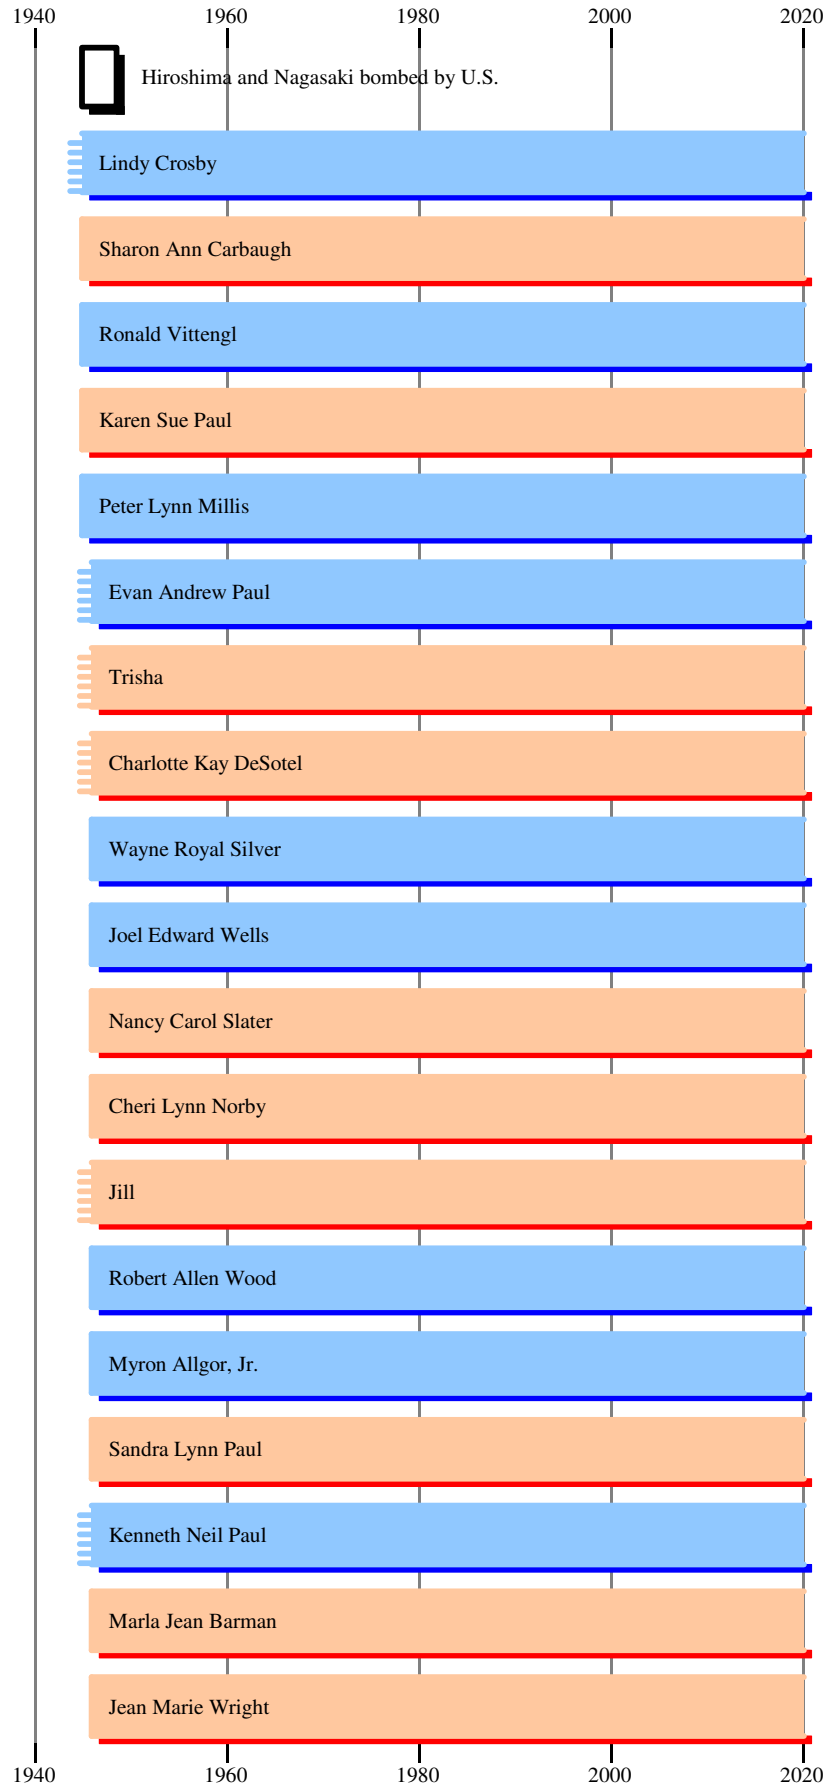 1940 1960 1980 2000 2020
Hiroshima and Nagasaki bombed by U.S.
Lindy Crosby
Sharon Ann Carbaugh
Ronald Vittengl
Karen Sue Paul
Peter Lynn Millis
Evan Andrew Paul
Trisha
Charlotte Kay DeSotel
Wayne Royal Silver
Joel Edward Wells
Nancy Carol Slater
Cheri Lynn Norby
Jill
Robert Allen Wood
Myron Allgor, Jr.
Sandra Lynn Paul
Kenneth Neil Paul
Marla Jean Barman
Jean Marie Wright
1940 1960 1980 2000 2020